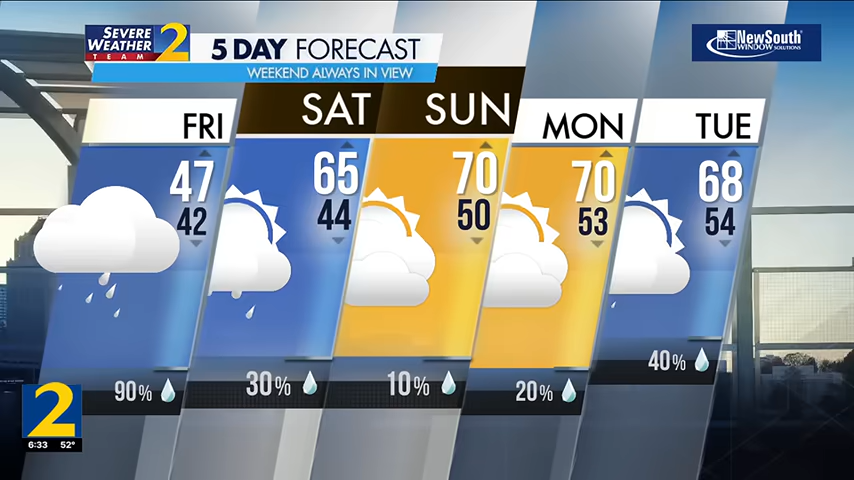 SEVERE
WEATHER
TEAM
2
5 DAY FORECAST
WEEKEND ALWAYS IN VIEW
NewSouth
WINDOW SOLUTIONS
FRI
SAT
SUN
MON
TUE
47
42
65
44
70
50
70
53
68
54
90%
30%
10%
20%
40%
2
6:33 52°